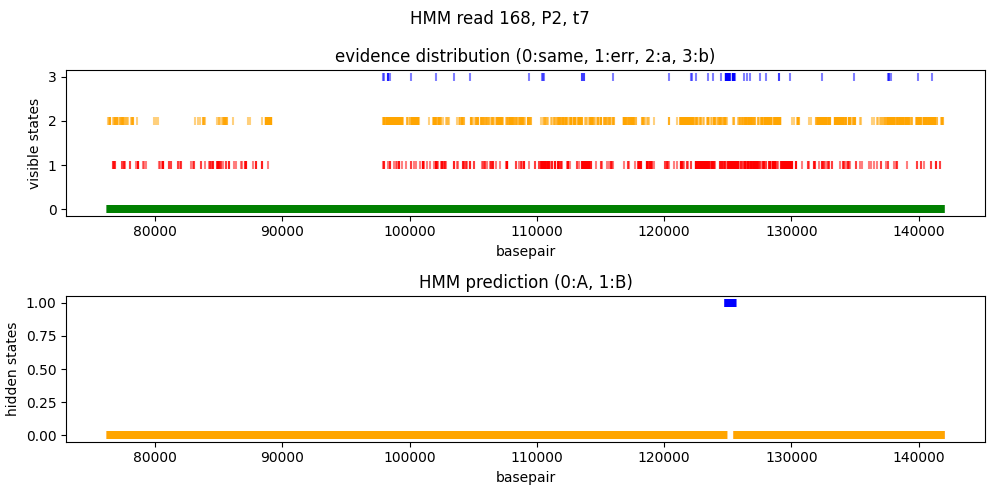 HMM read 168, P2, t7
evidence distribution (0:same, 1:err, 2:a, 3:b)
visible states
3
2
1
0
80000 90000 100000 110000 120000 130000 140000
basepair
HMM prediction (0:A, 1:B)
hidden states
1.00
0.75
0.50
0.25
0.00
80000 90000 100000 110000 120000 130000 140000
basepair